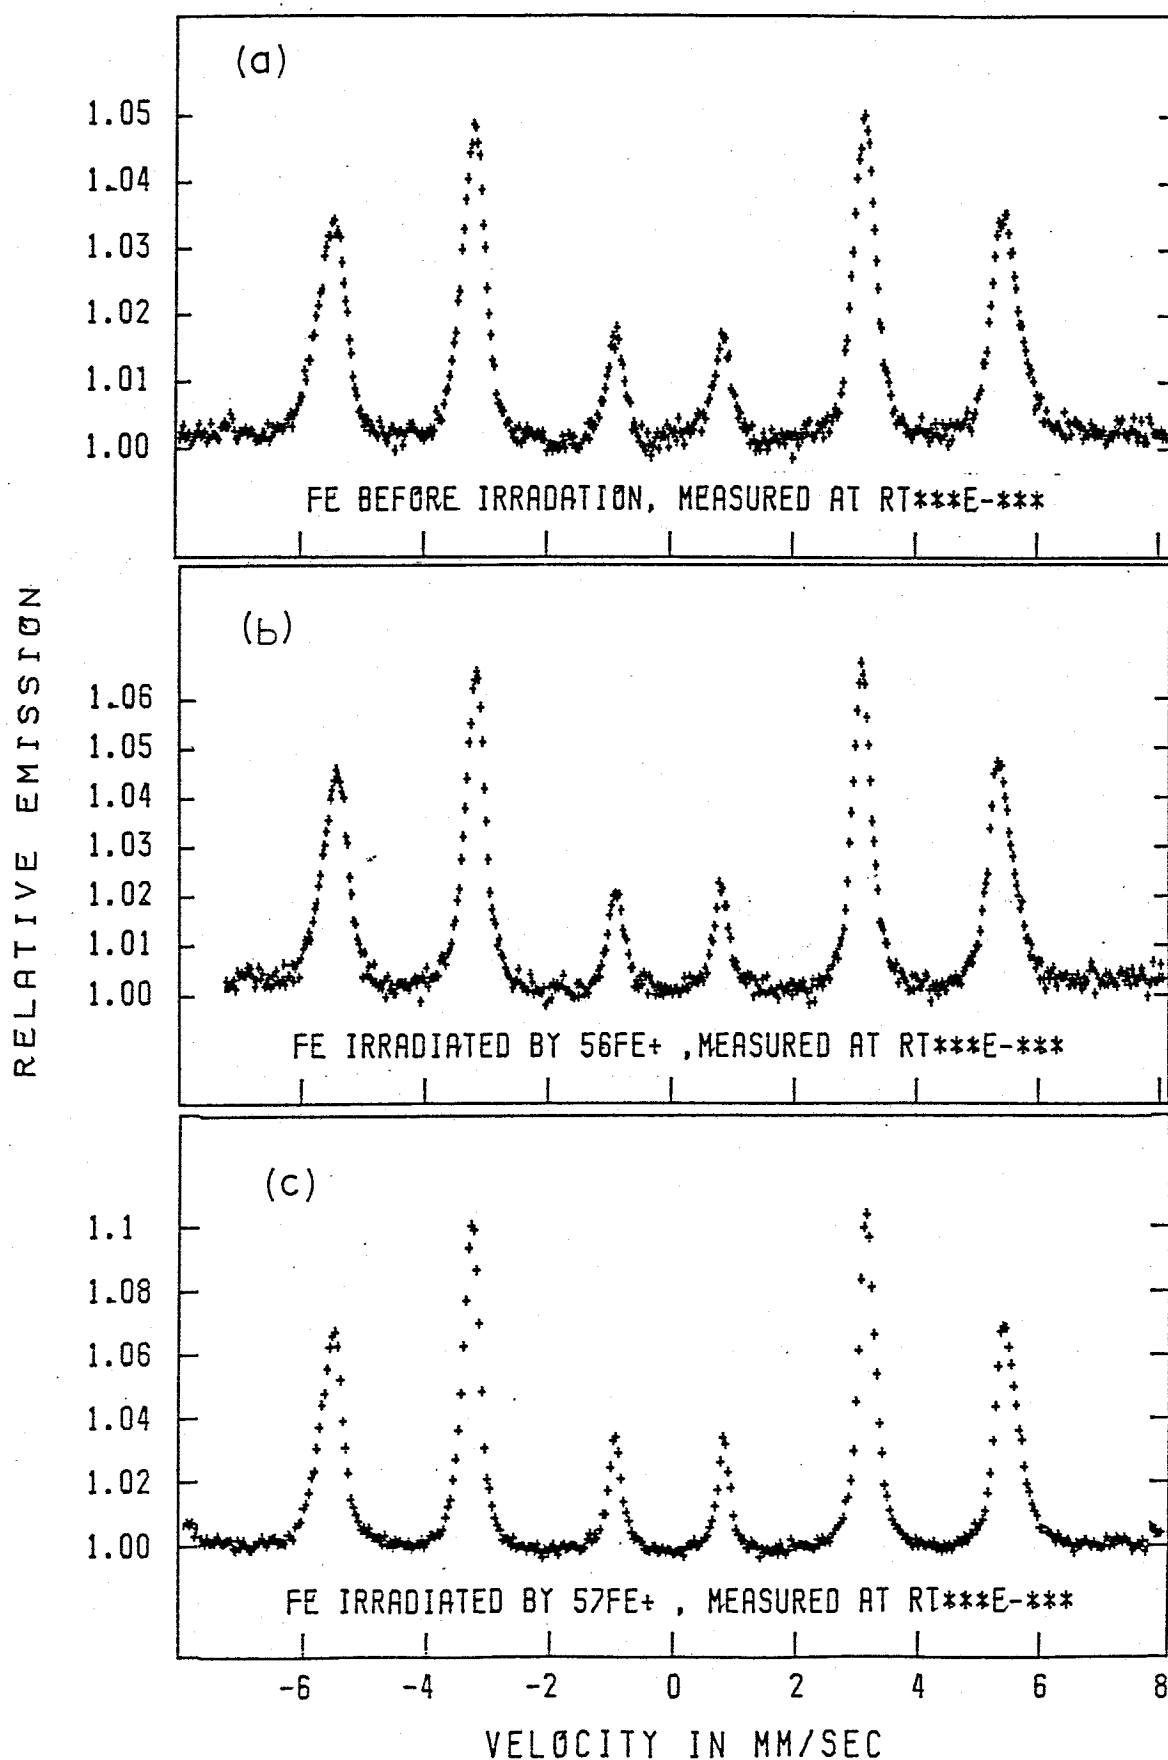 (a)
1.05
1.04
1.03
1.02
1.01
1.00
FE BEFORE IRRADATION, MEASURED AT RT***E-***
RELATIVE EMISSION
(b)
1.06
1.05
1.04
1.03
1.02
1.01
1.00
FE IRRADIATED BY 56FE+ ,MEASURED AT RT***E-***
(c)
1.1
1.08
1.06
1.04
1.02
1.00
FE IRRADIATED BY 57FE+ , MEASURED AT RT***E-***
-6 -4 -2 0 2 4 6 8
VELOCITY IN MM/SEC